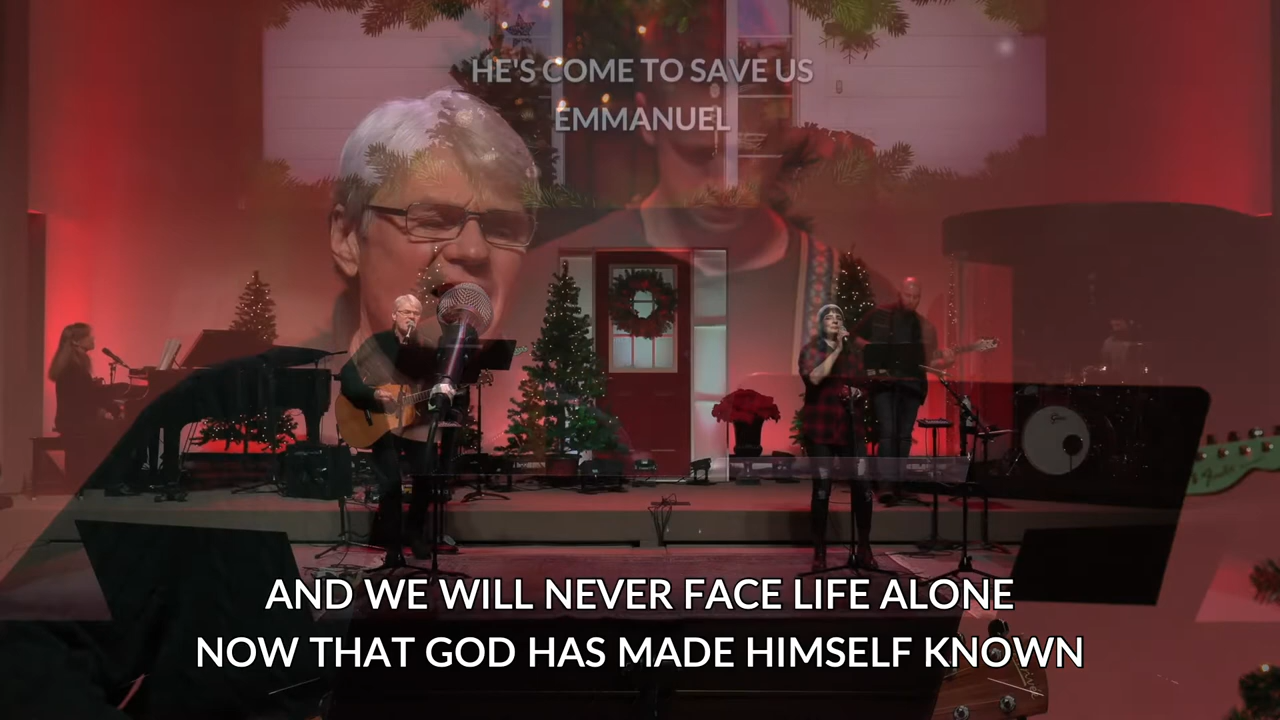 HE'S COME TO SAVE US
EMMANUEL
AND WE WILL NEVER FACE LIFE ALONE
NOW THAT GOD HAS MADE HIMSELF KNOWN